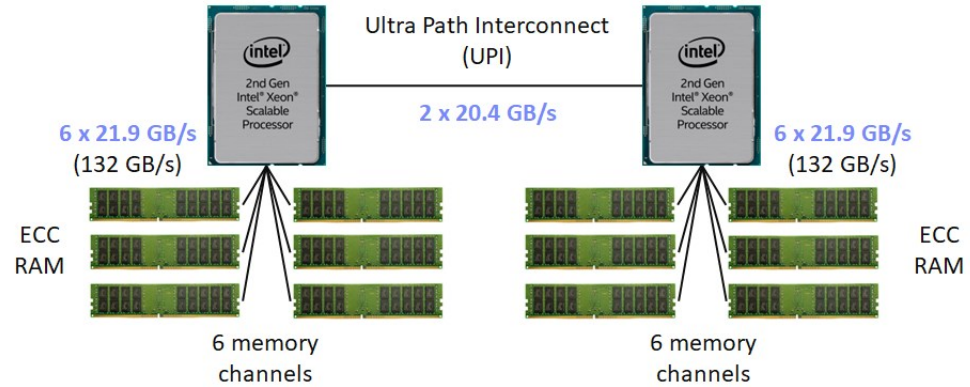 Ultra Path Interconnect
(UPI)
intel
2nd Gen
Intel® Xeon®
Scalable
Processor
intel
2nd Gen
Intel® Xeon®
Scalable
Processor
2 x 20.4 GB/s
6 x 21.9 GB/s
(132 GB/s)
6 x 21.9 GB/s
(132 GB/s)
ECC
RAM
ECC
RAM
6 memory
channels
6 memory
channels